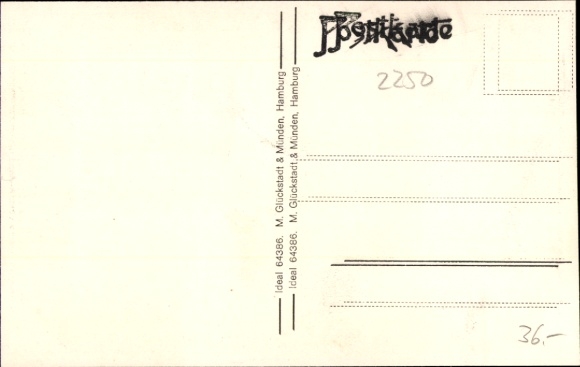 Postkarte
2250
Ideal 64386. M. Glückstadt & Münden, Hamburg
Ideal 64386. M. Glückstadt & Münden, Hamburg
36.-